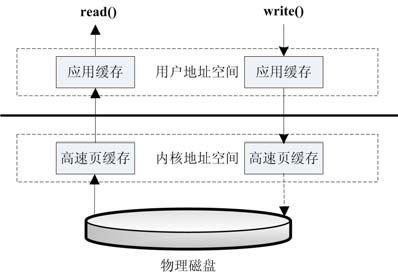 read() write()
应用缓存 用户地址空间 应用缓存
高速页缓存 内核地址空间 高速页缓存
物理磁盘